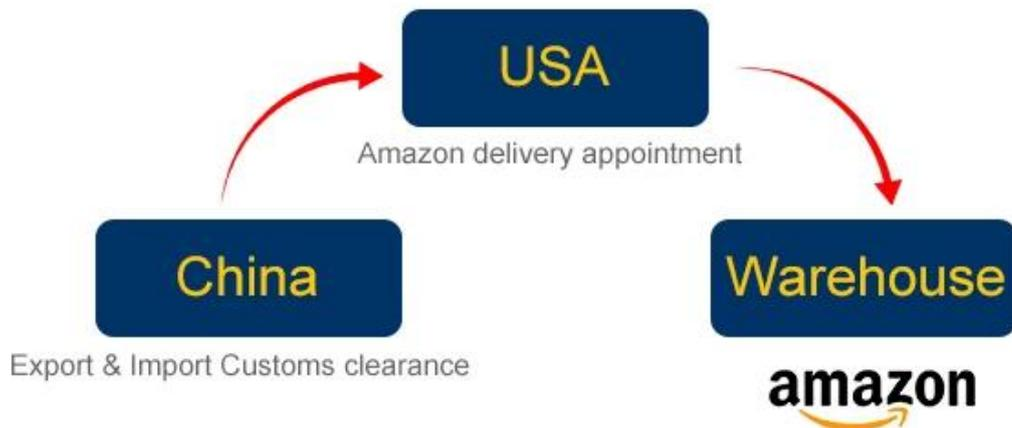 USA
Amazon delivery appointment
China
Warehouse
Export & Import Customs clearance
amazon